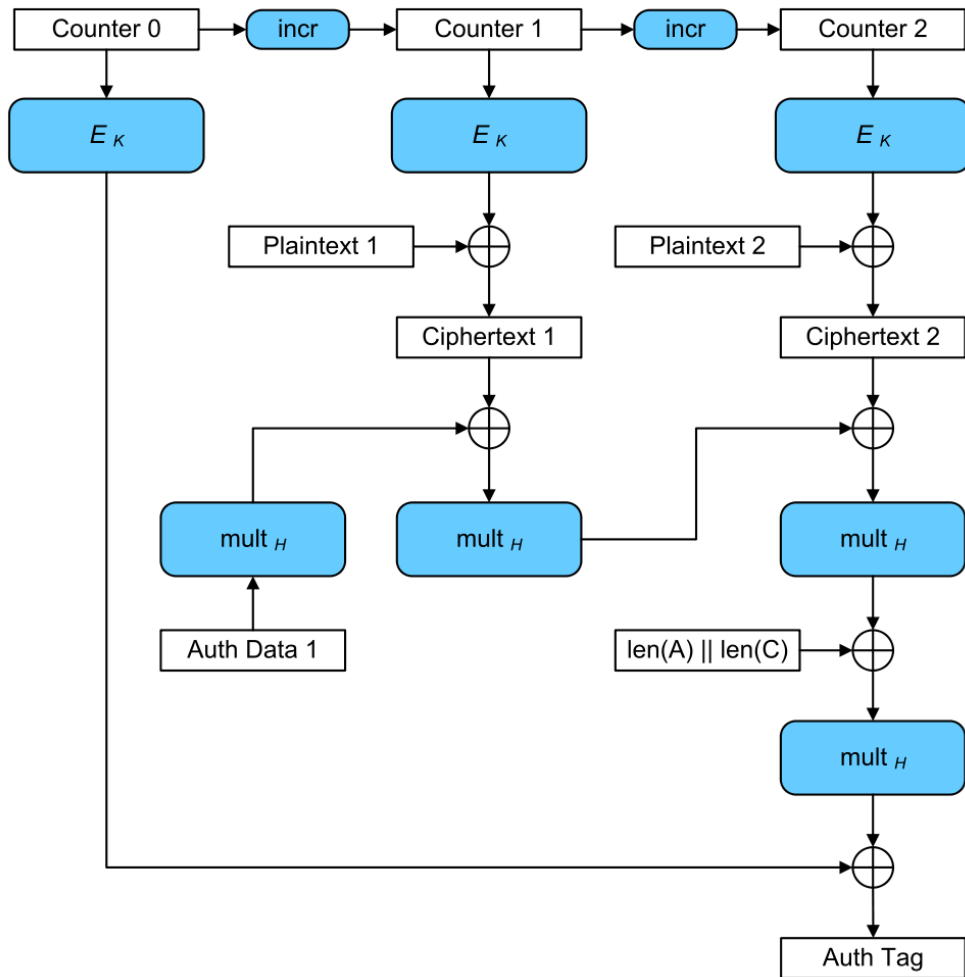 Counter 0
incr
Counter 1
incr
Counter 2
E K
E K
E K
Plaintext 1
Plaintext 2
Ciphertext 1
Ciphertext 2
mult H
mult H
mult H
Auth Data 1
len(A) || len(C)
mult H
Auth Tag